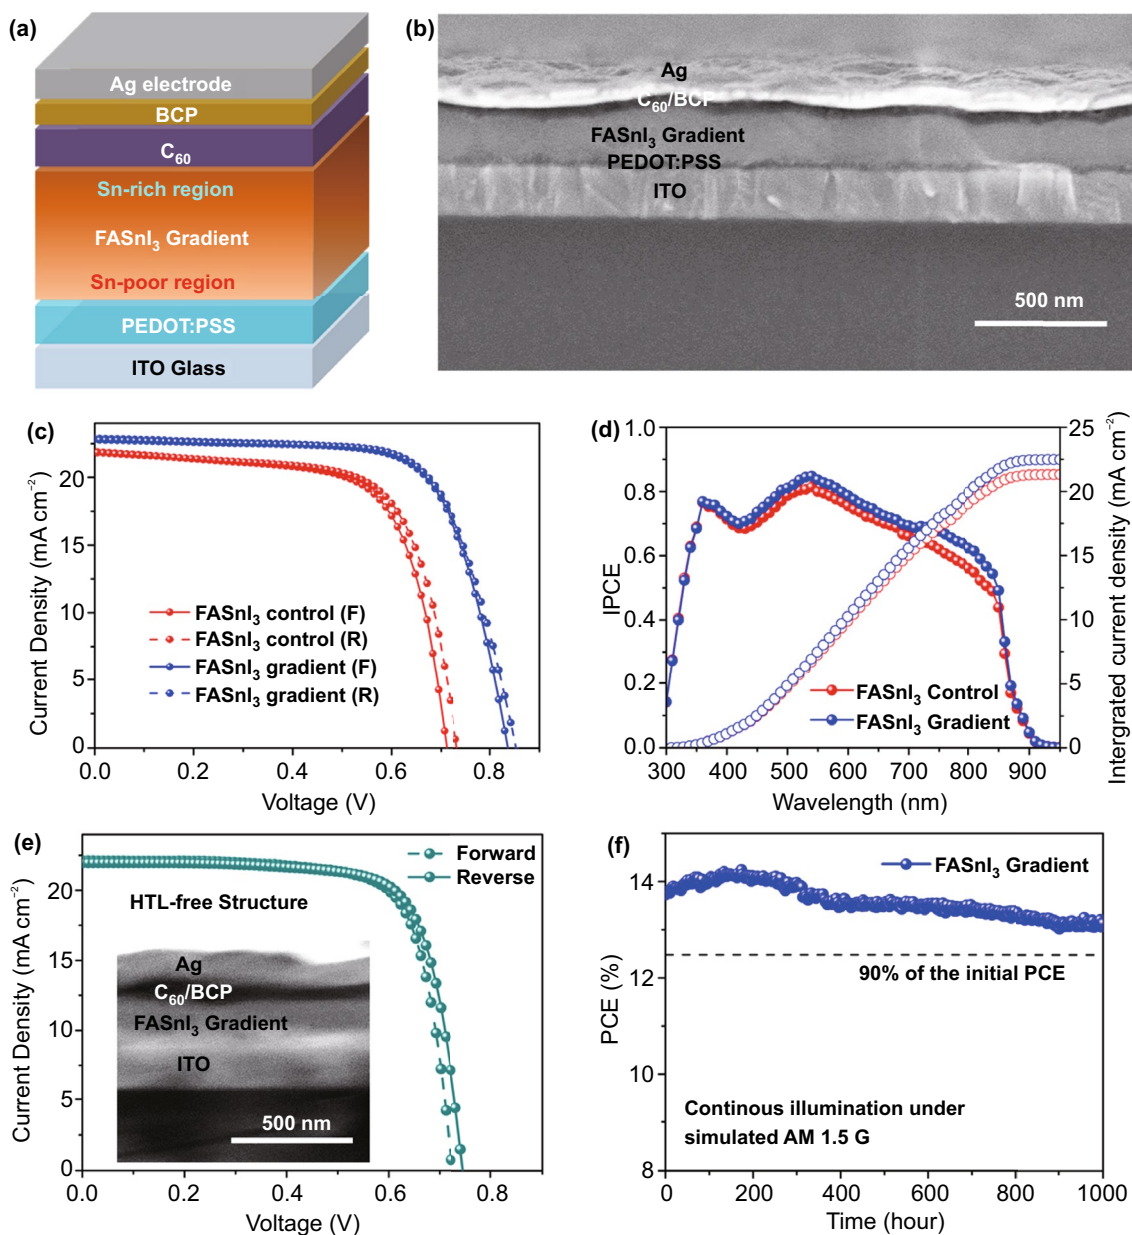 (a)
Ag electrode
BCP
C₆₀
Sn-rich region
FASnI₃ Gradient
Sn-poor region
PEDOT:PSS
ITO Glass
(b)
Ag
C₆₀/BCP
FASnI₃ Gradient
PEDOT:PSS
ITO
500 nm
(c)
Current Density (mA cm⁻²)
20
15
10
5
0
FASnI₃ control (F)
FASnI₃ control (R)
FASnI₃ gradient (F)
FASnI₃ gradient (R)
0.0 0.2 0.4 0.6 0.8
Voltage (V)
(d)
IPCE
1.0
0.8
0.6
0.4
0.2
0.0
FASnI₃ Control
FASnI₃ Gradient
25
20
15
10
5
0
Intergrated current density (mA cm⁻²)
300 400 500 600 700 800 900
Wavelength (nm)
(e)
Current Density (mA cm⁻²)
20
15
10
5
0
Forward
Reverse
HTL-free Structure
Ag
C₆₀/BCP
FASnI₃ Gradient
ITO
500 nm
0.0 0.2 0.4 0.6 0.8
Voltage (V)
(f)
PCE (%)
14
12
10
8
FASnI₃ Gradient
90% of the initial PCE
Continous illumination under
simulated AM 1.5 G
0 200 400 600 800 1000
Time (hour)